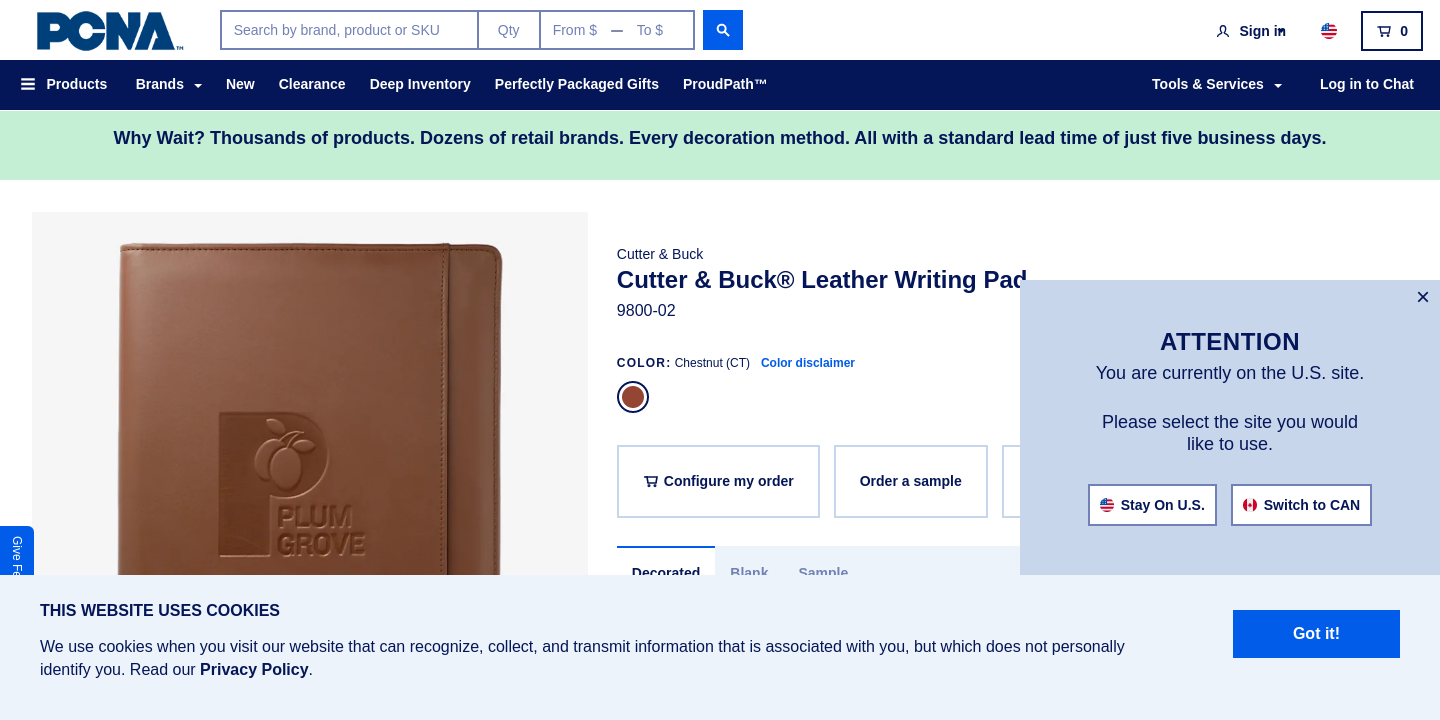 PCNA™
Search by brand, product or SKU
Qty
From $ — To $
Sign in
0
Products
Brands
New
Clearance
Deep Inventory
Perfectly Packaged Gifts
ProudPath™
Tools & Services
Log in to Chat
Why Wait? Thousands of products. Dozens of retail brands. Every decoration method. All with a standard lead time of just five business days.
PLUM
GROVE
Cutter & Buck
Cutter & Buck® Leather Writing Pad
9800-02
COLOR: Chestnut (CT) Color disclaimer
Configure my order
Order a sample
Decorated
Blank
Sample
×
ATTENTION
You are currently on the U.S. site.
Please select the site you would
like to use.
Stay On U.S.
Switch to CAN
Give
THIS WEBSITE USES COOKIES
We use cookies when you visit our website that can recognize, collect, and transmit information that is associated with you, but which does not personally
identify you. Read our Privacy Policy.
Got it!